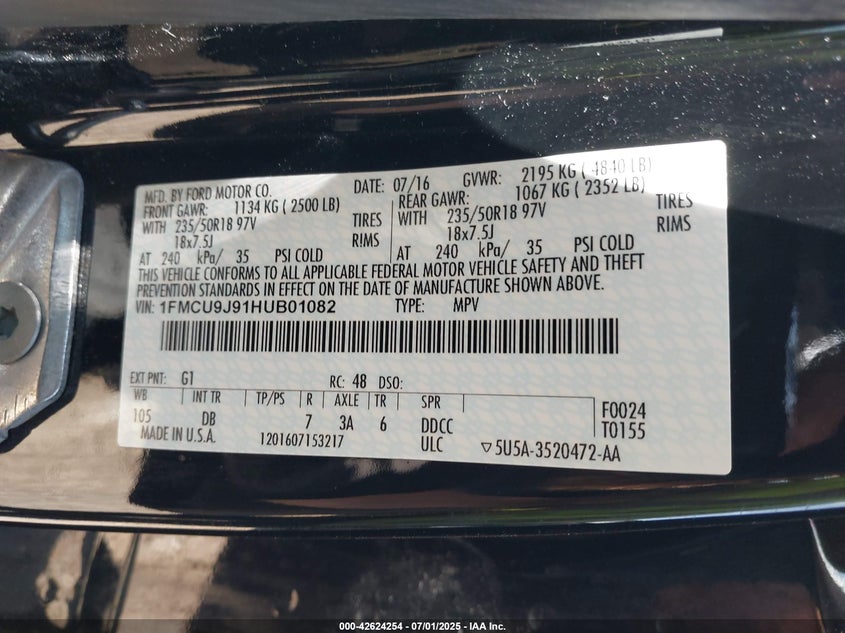 MFD. BY FORD MOTOR CO. DATE: 07/16 GVWR: 2195 KG ( 4840 LB)
FRONT GAWR: 1134 KG ( 2500 LB) REAR GAWR: 1067 KG ( 2352 LB)
WITH 235/50R18 97V TIRES WITH 235/50R18 97V TIRES
18x7.5J RIMS 18x7.5J RIMS
AT 240 kPa/ 35 PSI COLD AT 240 kPa/ 35 PSI COLD
THIS VEHICLE CONFORMS TO ALL APPLICABLE FEDERAL MOTOR VEHICLE SAFETY AND THEFT
PREVENTION STANDARDS IN EFFECT ON THE DATE OF MANUFACTURE SHOWN ABOVE.
VIN: 1FMCU9J91HUB01082 TYPE: MPV
EXT PNT: G1 RC: 48 DSO:
WB INT TR TP/PS R AXLE TR SPR F0024
105 DB 7 3A 6 DDCC T0155
MADE IN U.S.A. 1201607153217 ULC ▽5U5A-3520472-AA
000-42624254 / 07/01/2025 - IAA Inc.